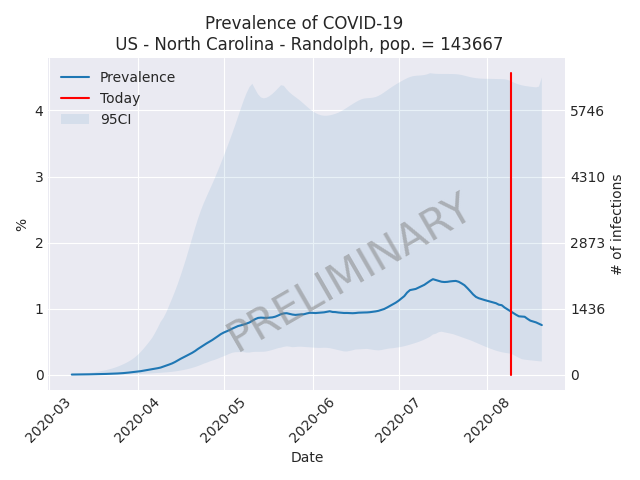 Prevalence of COVID-19
US - North Carolina - Randolph, pop. = 143667
Prevalence
Today
95CI
PRELIMINARY
%
4
3
2
1
0
5746
4310
2873
1436
0
# of infections
2020-03
2020-04
2020-05
2020-06
2020-07
2020-08
Date